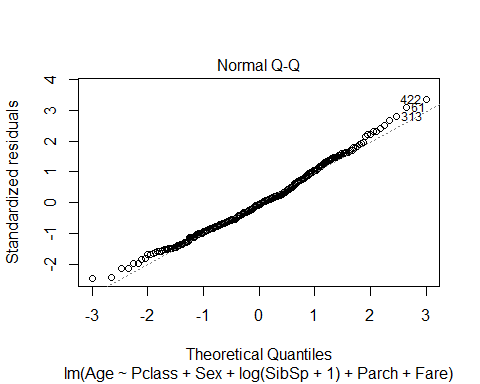 Normal Q-Q
4
3
2
1
0
-1
-2
Standardized residuals
422
61
313
-3 -2 -1 0 1 2 3
Theoretical Quantiles
lm(Age ~ Pclass + Sex + log(SibSp + 1) + Parch + Fare)